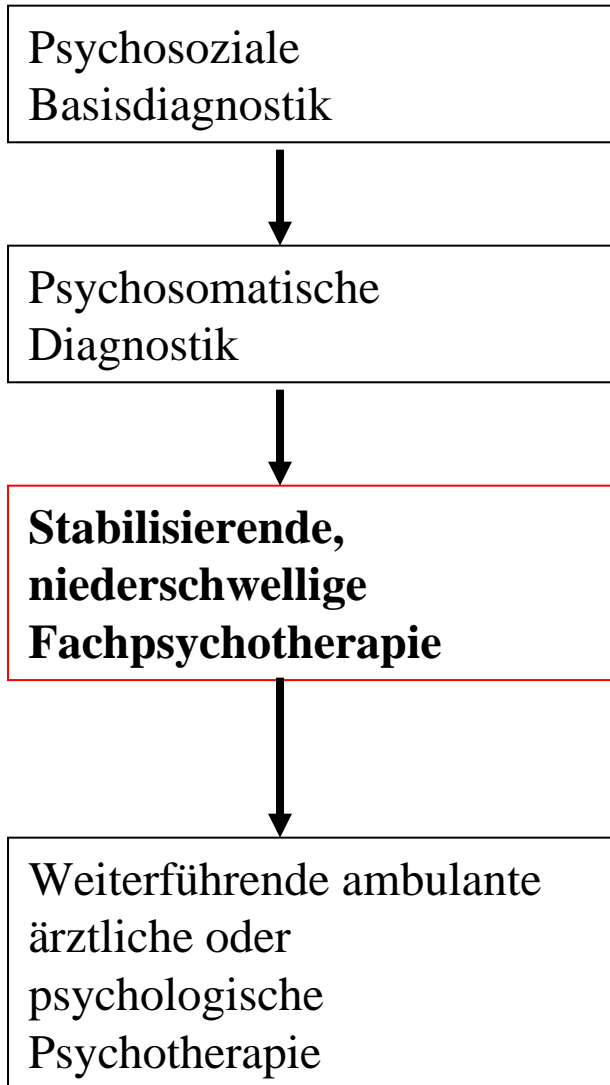 Psychosoziale
Basisdiagnostik
Psychosomatische
Diagnostik
Stabilisierende,
niederschwellige
Fachpsychotherapie
Weiterführende ambulante
ärztliche oder
psychologische
Psychotherapie